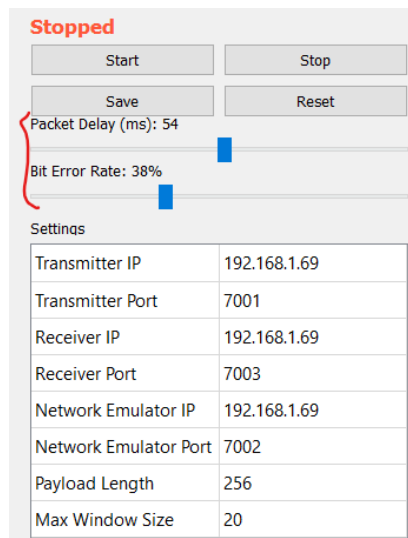 Stopped
Start Stop
Save Reset
Packet Delay (ms): 54
Bit Error Rate: 38%
Settings
Transmitter IP 192.168.1.69
Transmitter Port 7001
Receiver IP 192.168.1.69
Receiver Port 7003
Network Emulator IP 192.168.1.69
Network Emulator Port 7002
Payload Length 256
Max Window Size 20